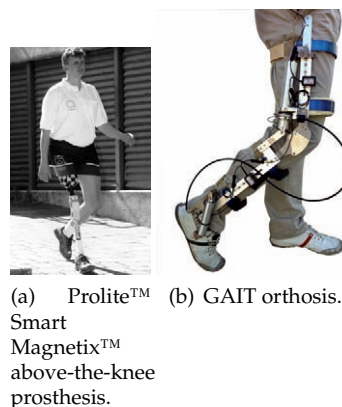 (a) Prolite™
Smart
Magnetix™
above-the-knee
prosthesis.
(b) GAIT orthosis.